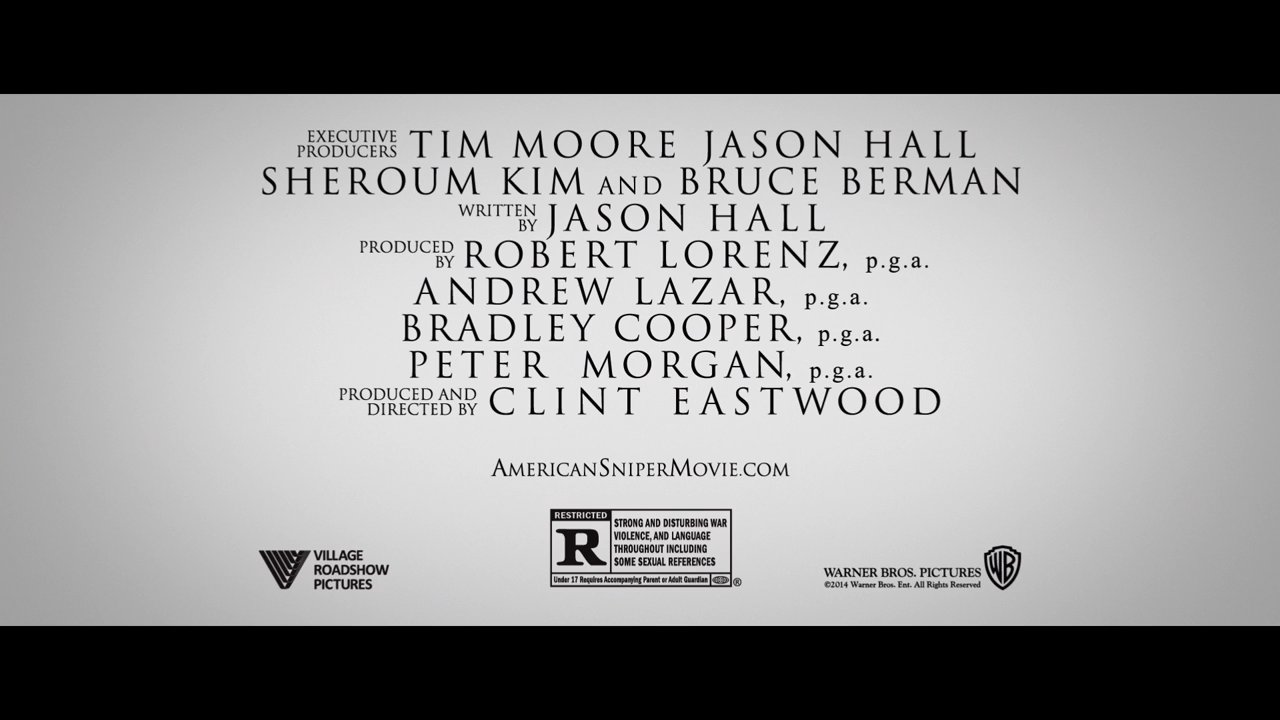 EXECUTIVE PRODUCERS TIM MOORE JASON HALL
SHEROUM KIM AND BRUCE BERMAN
WRITTEN BY JASON HALL
PRODUCED BY ROBERT LORENZ, p.g.a.
ANDREW LAZAR, p.g.a.
BRADLEY COOPER, p.g.a.
PETER MORGAN, p.g.a.
PRODUCED AND DIRECTED BY CLINT EASTWOOD
AMERICANSNIPERMOVIE.COM
RESTRICTED
R
STRONG AND DISTURBING WAR
VIOLENCE, AND LANGUAGE
THROUGHOUT INCLUDING
SOME SEXUAL REFERENCES
Under 17 Requires Accompanying Parent or Adult Guardian ®
VILLAGE
ROADSHOW
PICTURES
WARNER BROS. PICTURES
©2014 Warner Bros. Ent. All Rights Reserved
WB